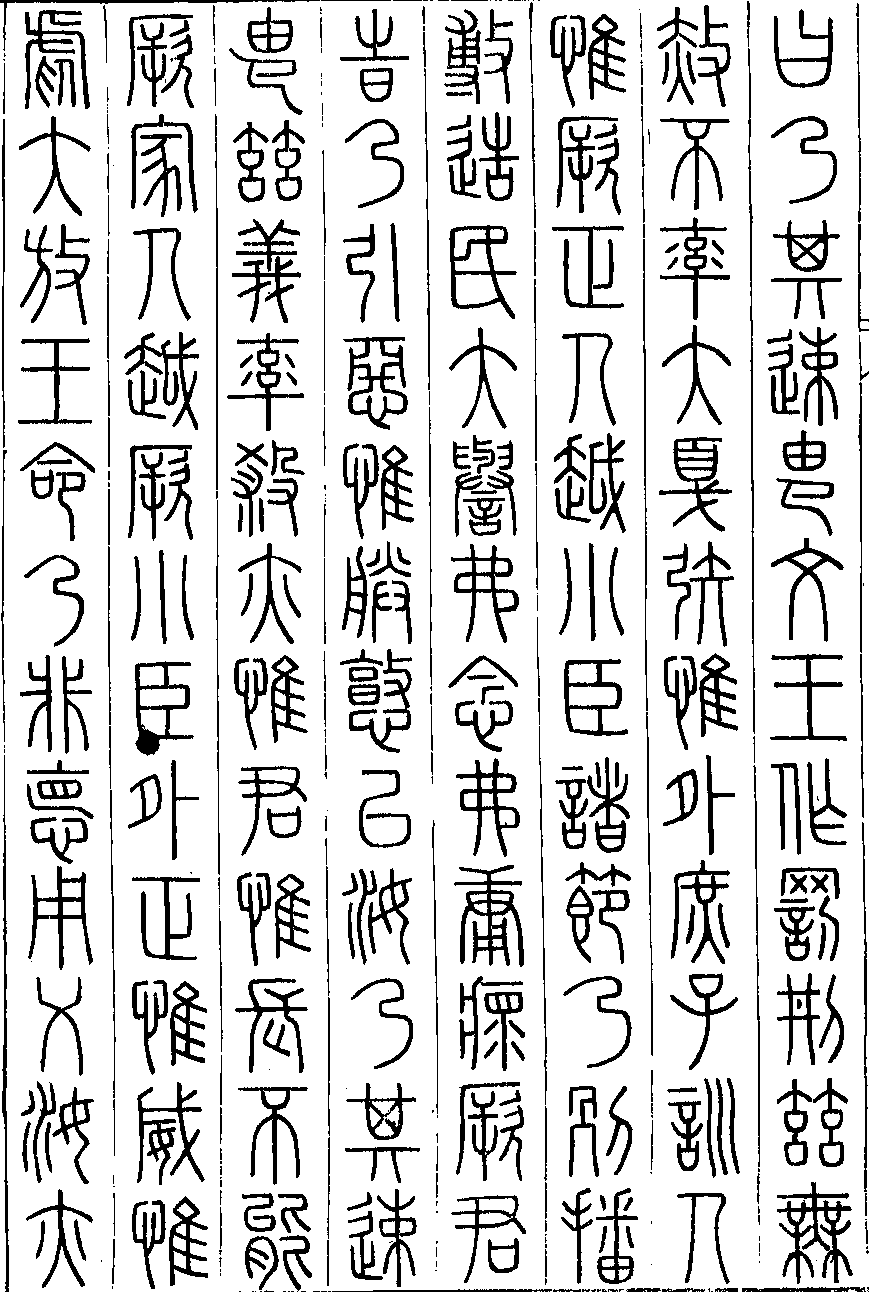 曰乃其速由文王作罰刑茲無
赦不率大戛矧惟外庶子訓人
惟厥正人越小臣諸節乃別播
敷造民大譽弗念弗庸瘝厥君
時乃引惡惟朕憝已汝乃其速
由茲義率殺亦惟君惟長不能
厥家人越厥小臣外正惟威惟
虐大放王命乃非德用乂汝亦